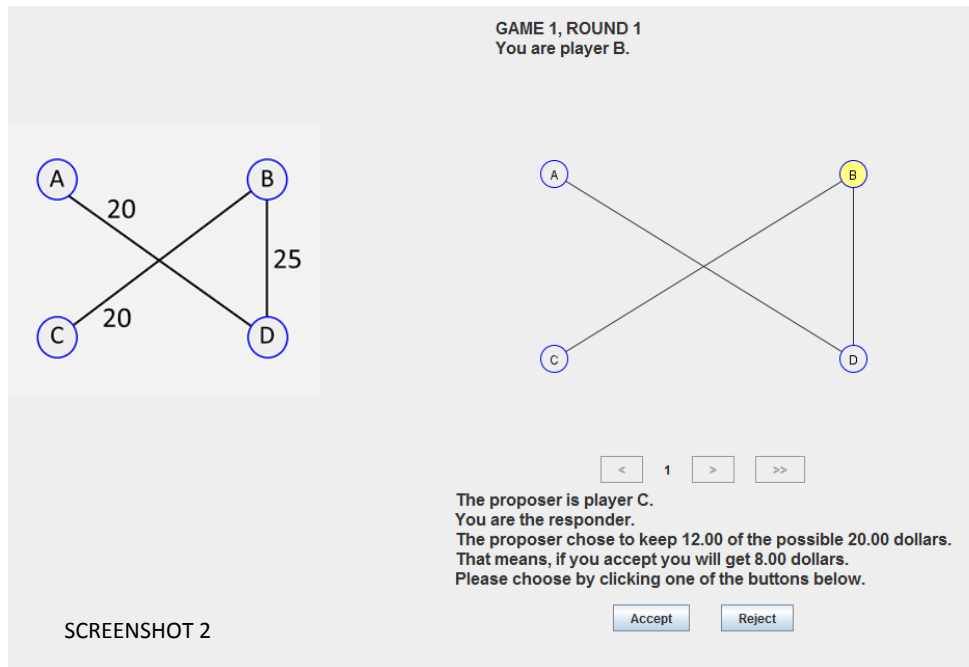 GAME 1, ROUND 1
You are player B.
A
B
20
25
20
C
D
A
B
C
D
<
1
>
>>
The proposer is player C.
You are the responder.
The proposer chose to keep 12.00 of the possible 20.00 dollars.
That means, if you accept you will get 8.00 dollars.
Please choose by clicking one of the buttons below.
Accept
Reject
SCREENSHOT 2